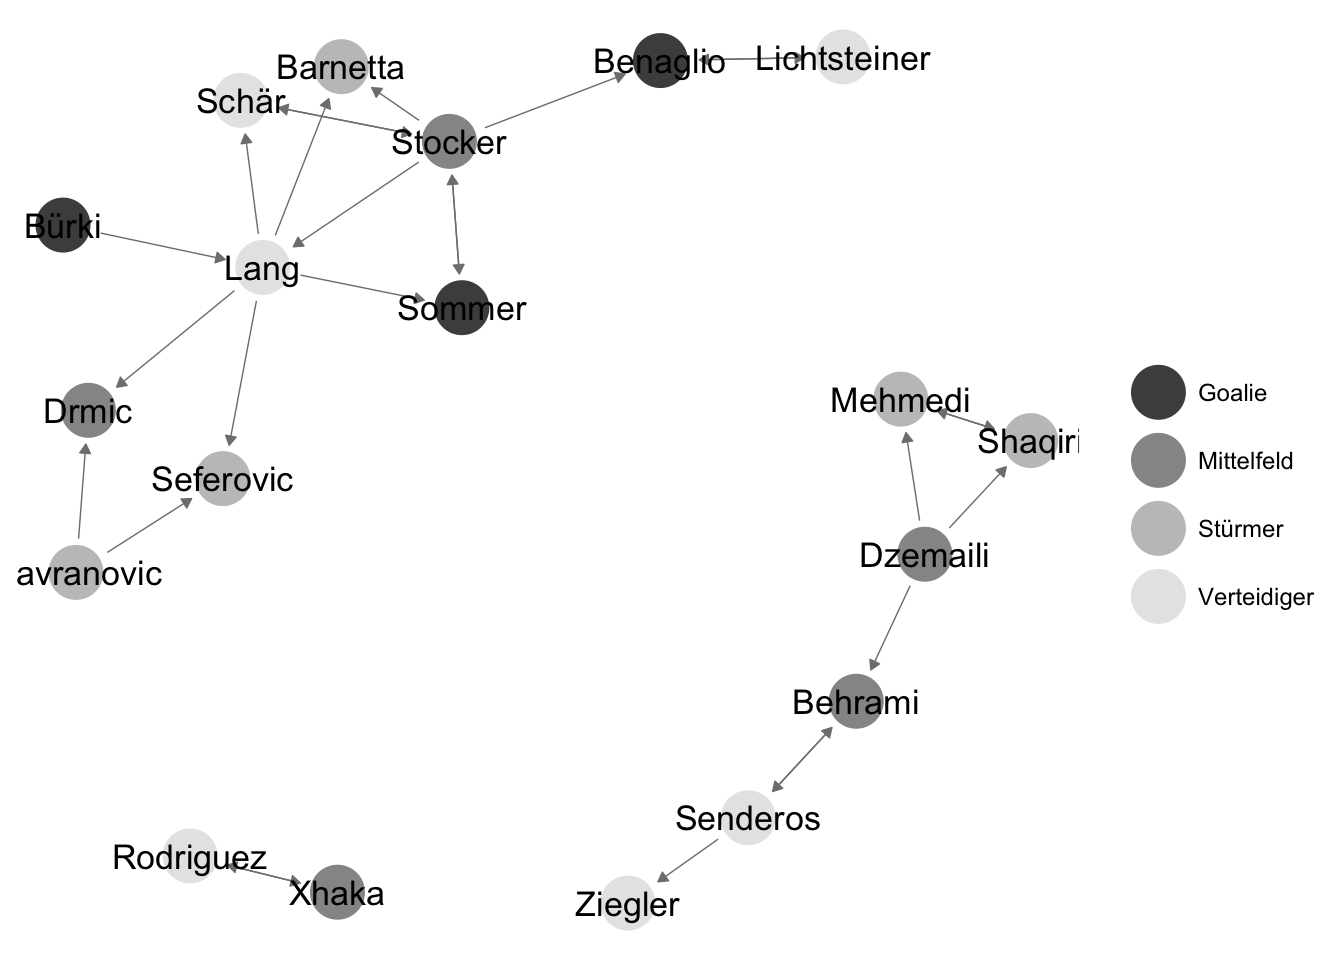 Benaglio
Lichtsteiner
Barnetta
Schär
Stocker
Bürki
Lang
Sommer
Mehmedi
Goalie
Drmic
Shaqiri
Mittelfeld
Seferovic
Stürmer
Dzemaili
avranovic
Verteidiger
Behrami
Senderos
Rodriguez
Xhaka
Ziegler